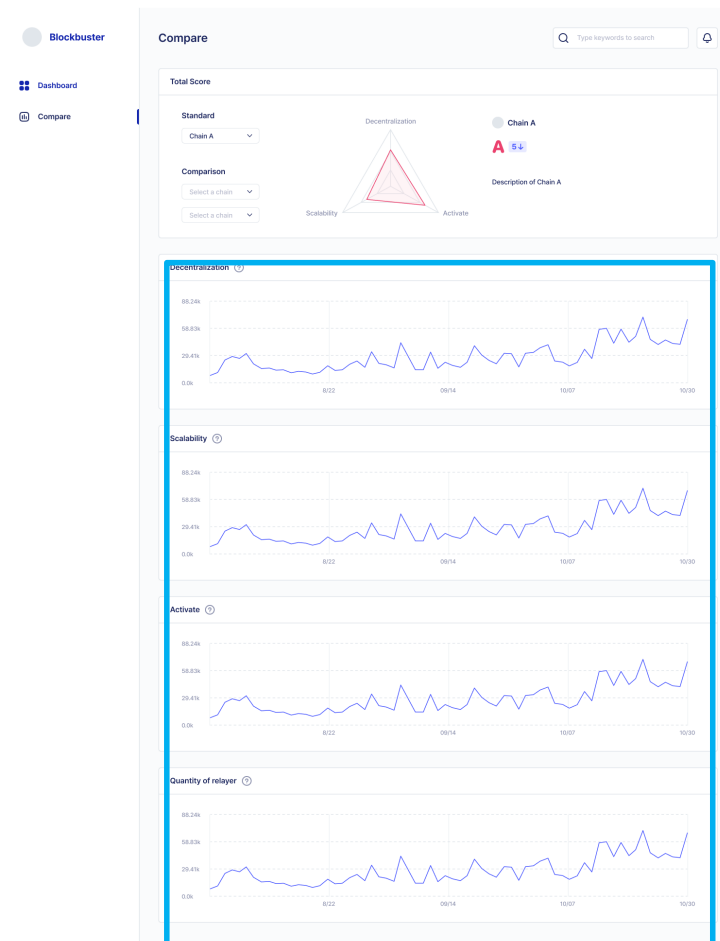 Blockbuster
Dashboard
Compare
Compare
Type keywords to search
Total Score
Standard
Chain A
Comparison
Select a chain
Select a chain
Decentralization
Scalability
Activate
Chain A
A 5↓
Description of Chain A
Decentralization ?
88.24k
58.83k
29.41k
0.0k
8/22 09/14 10/07 10/30
Scalability ?
88.24k
58.83k
29.41k
0.0k
8/22 09/14 10/07 10/30
Activate ?
88.24k
58.83k
29.41k
0.0k
8/22 09/14 10/07 10/30
Quantity of relayer ?
88.24k
58.83k
29.41k
0.0k
8/22 09/14 10/07 10/30